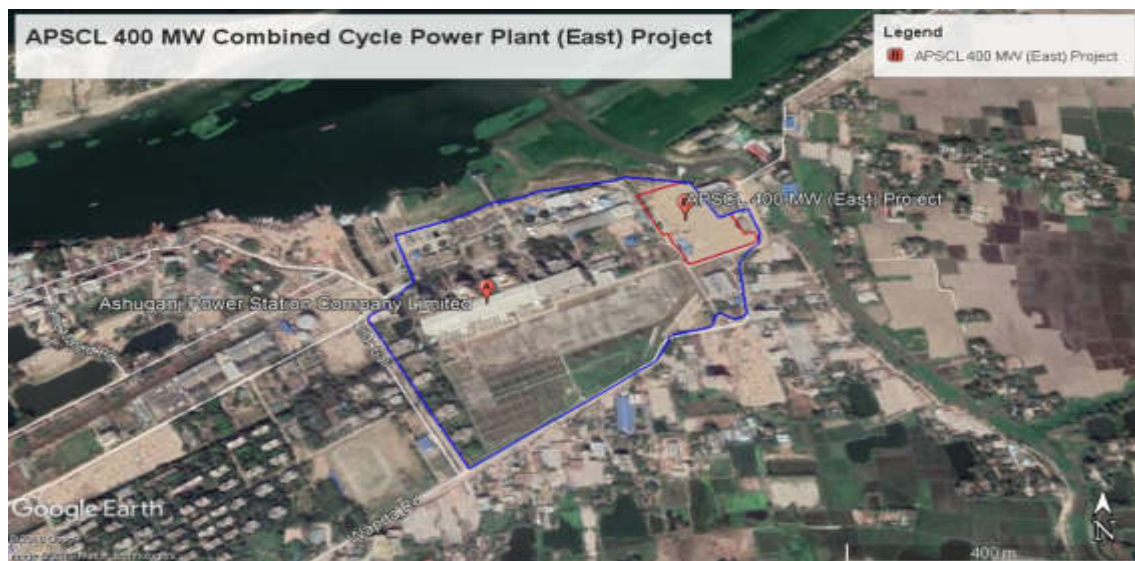 APSCL 400 MW Combined Cycle Power Plant (East) Project
Legend
APSCL 400 MW (East) Project
APSCL 400 MW (East) Project
A
Ashuganj Power Station Company Limited
Google Earth
400 m
N